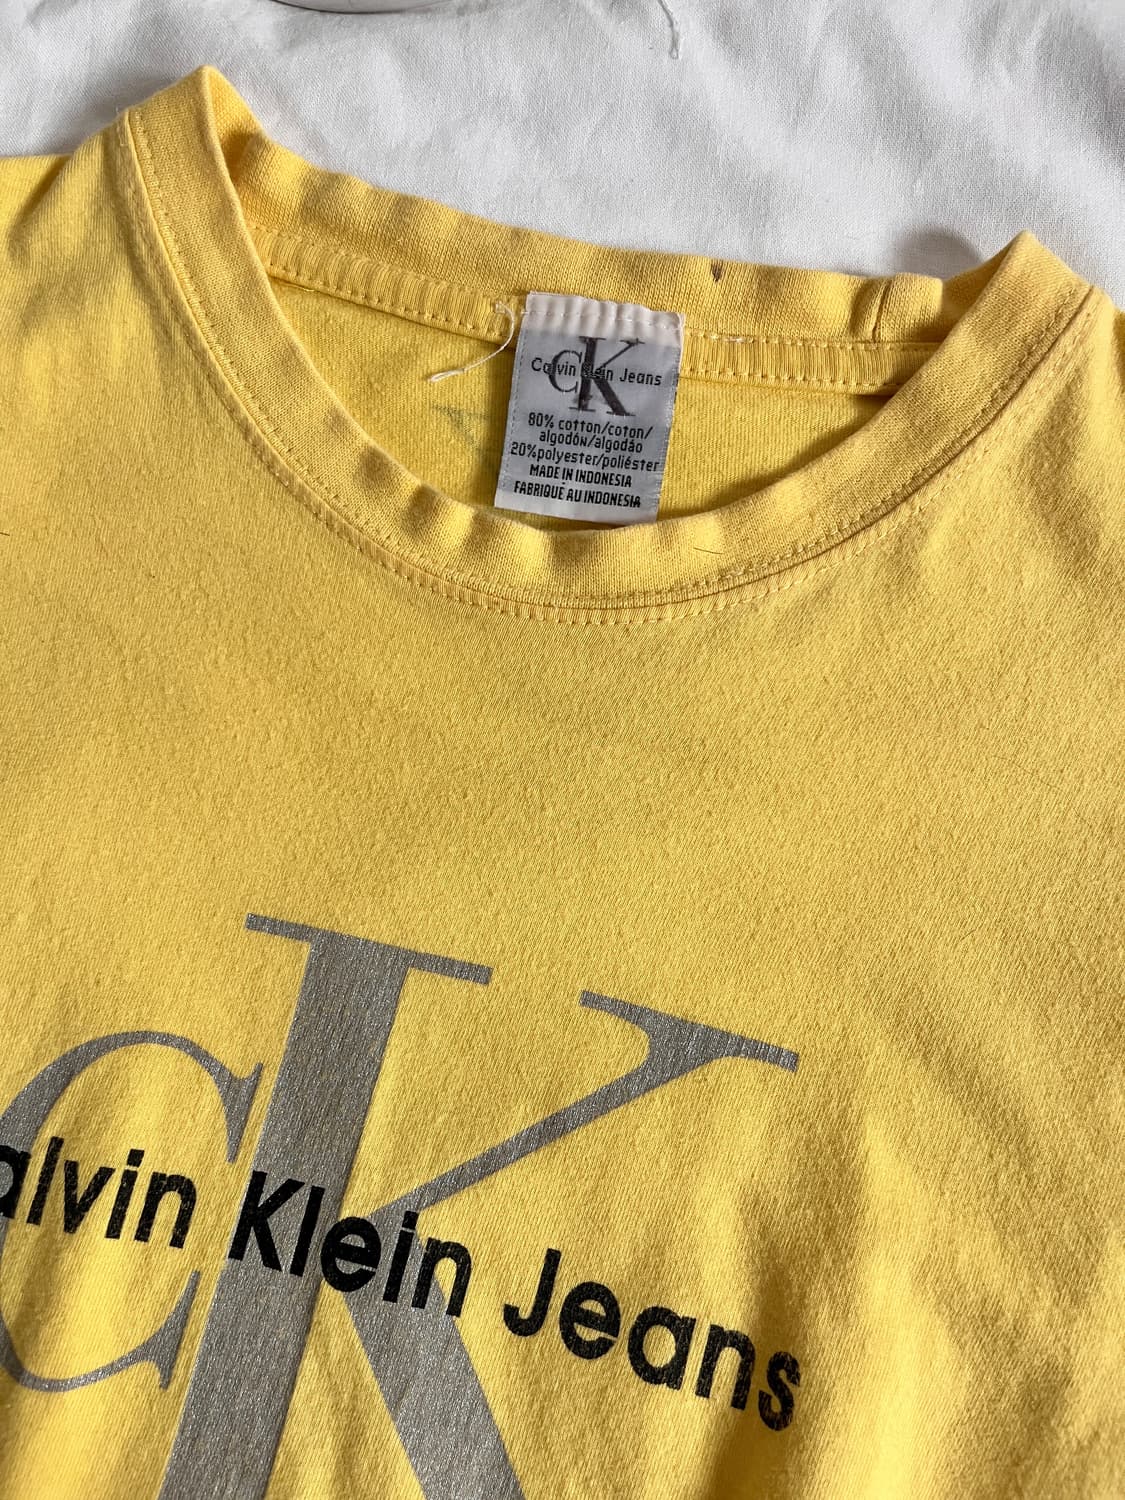 CK
Calvin Klein Jeans
80% cotton/coton/
algodón/algodão
20%polyester/poliéster
MADE IN INDONESIA
FABRIQUÉ AU INDONESIA
CK
alvin Klein Jeans